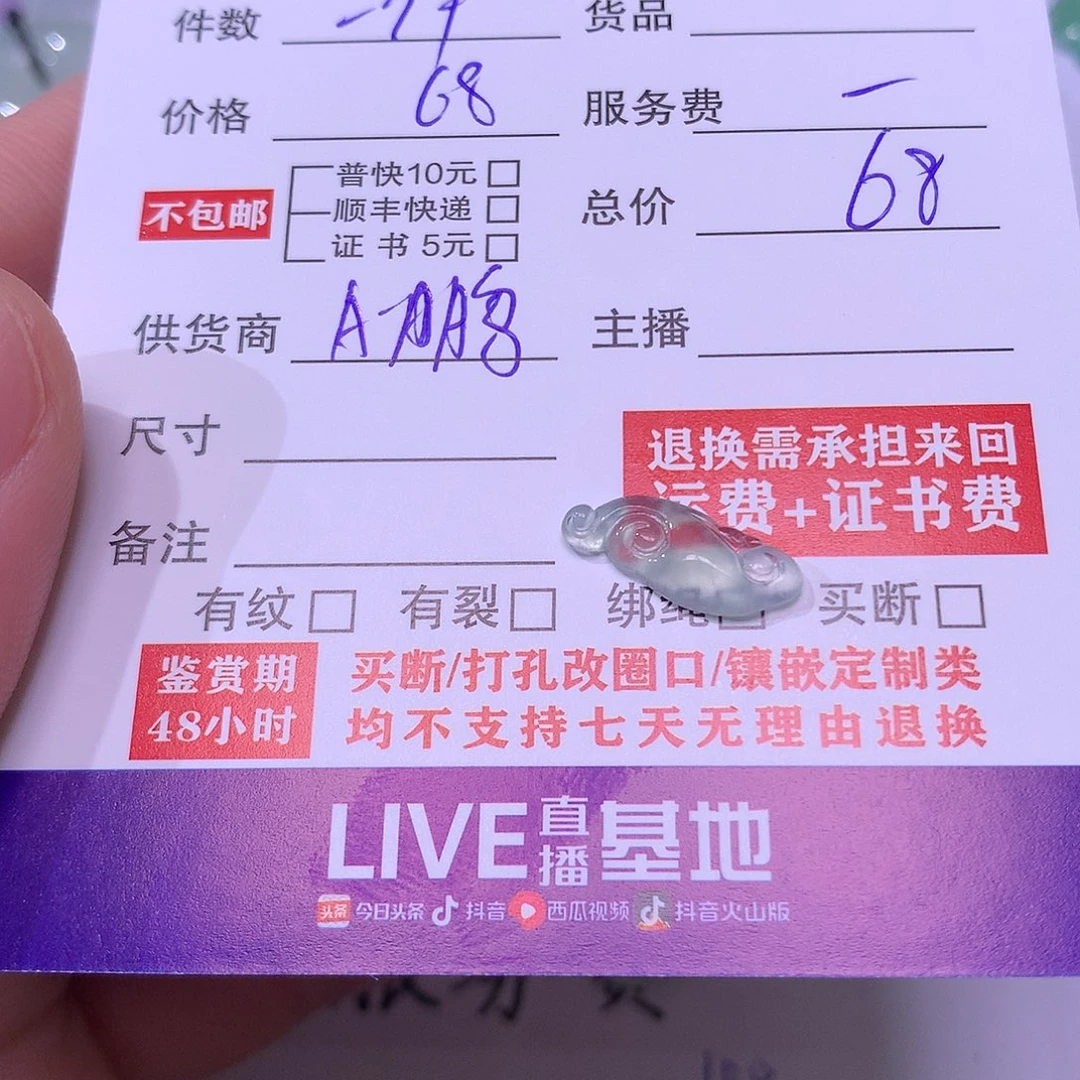 件数 货品
价格 68 服务费 一
普快10元
不包邮 顺丰快递 总价 68
证书 5元
供货商 主播
尺寸
退换需承担来回
备注 运费+证书费
有纹 有裂 绑绳 买断
鉴赏期 买断/打孔改圈口/镶嵌定制类
48小时 均不支持七天无理由退换
LIVE直播基地
头条 今日头条 抖音 西瓜视频 抖音火山版